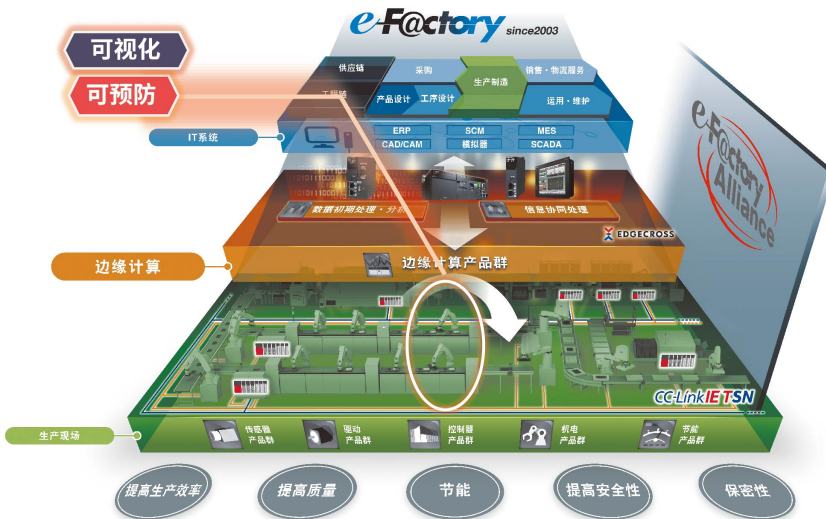 e-F@ctory since2003
可视化
可预防
供应链
采购
生产制造
销售・物流服务
工程链
产品设计
工序设计
运用・维护
IT系统
ERP
SCM
MES
CAD/CAM
模拟器
SCADA
e-F@ctory
Alliance
数据初期处理・分析
信息协同处理
EDGECROSS
边缘计算
边缘计算产品群
CC-Link IE TSN
生产现场
传感器
产品群
驱动
产品群
控制器
产品群
机电
产品群
节能
产品群
提高生产效率
提高质量
节能
提高安全性
保密性